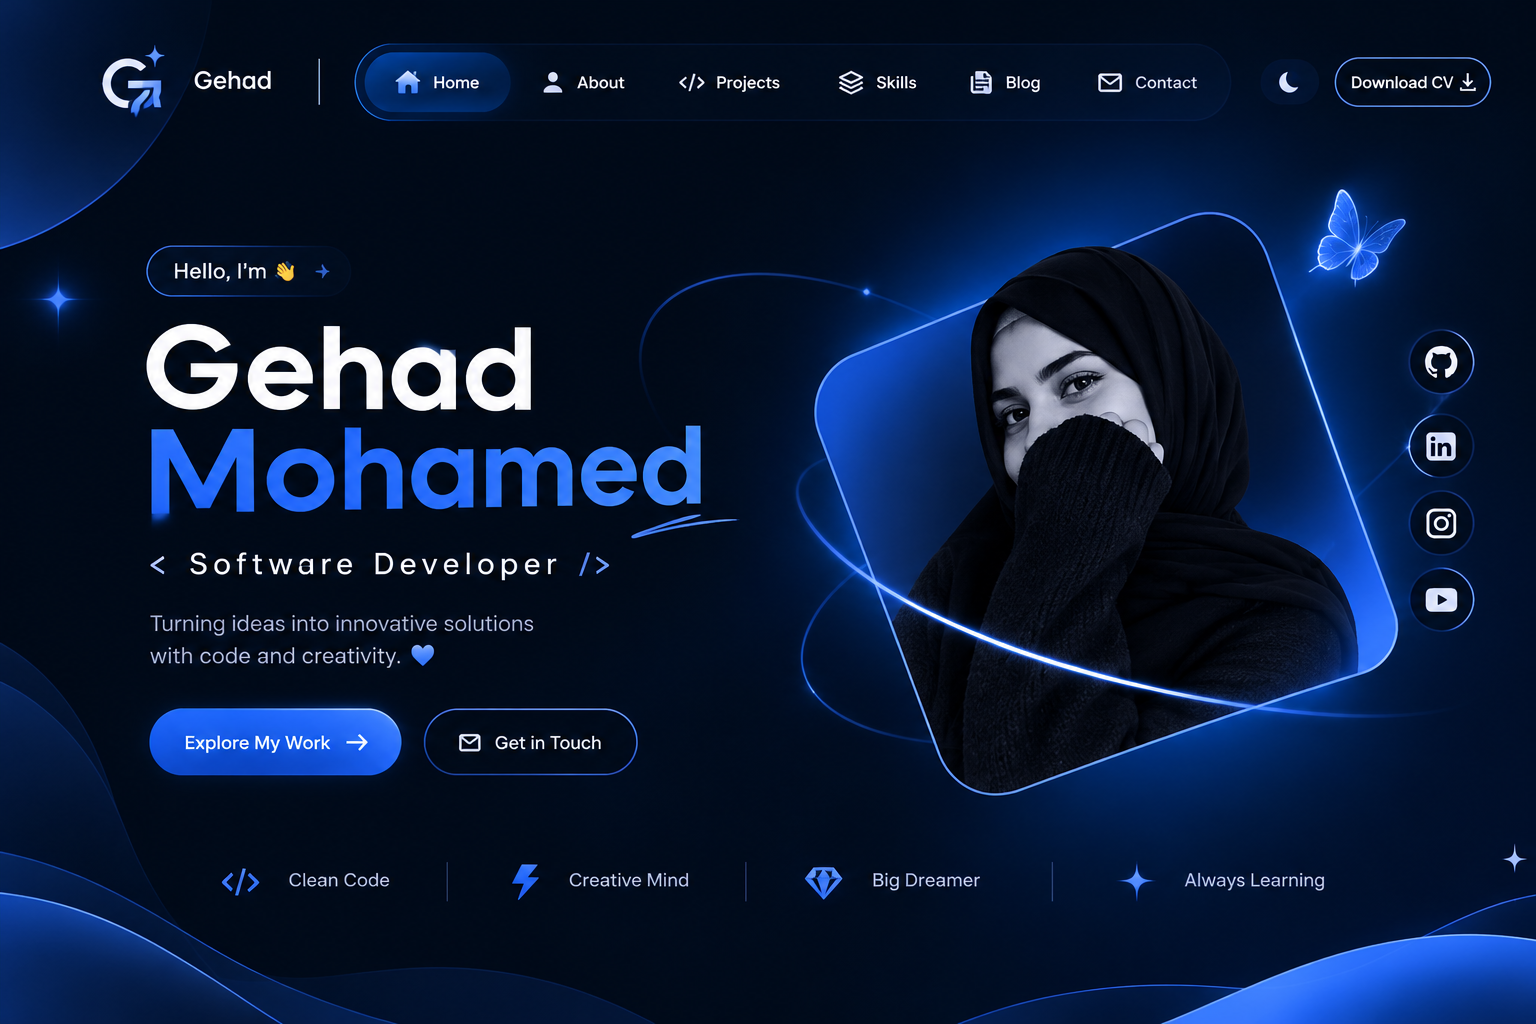 Gehad
Home
About
</> Projects
Skills
Blog
Contact
Download CV
Hello, I'm 👋
Gehad
Mohamed
< Software Developer />
Turning ideas into innovative solutions
with code and creativity. 💙
Explore My Work →
Get in Touch
in
</> Clean Code
Creative Mind
Big Dreamer
Always Learning